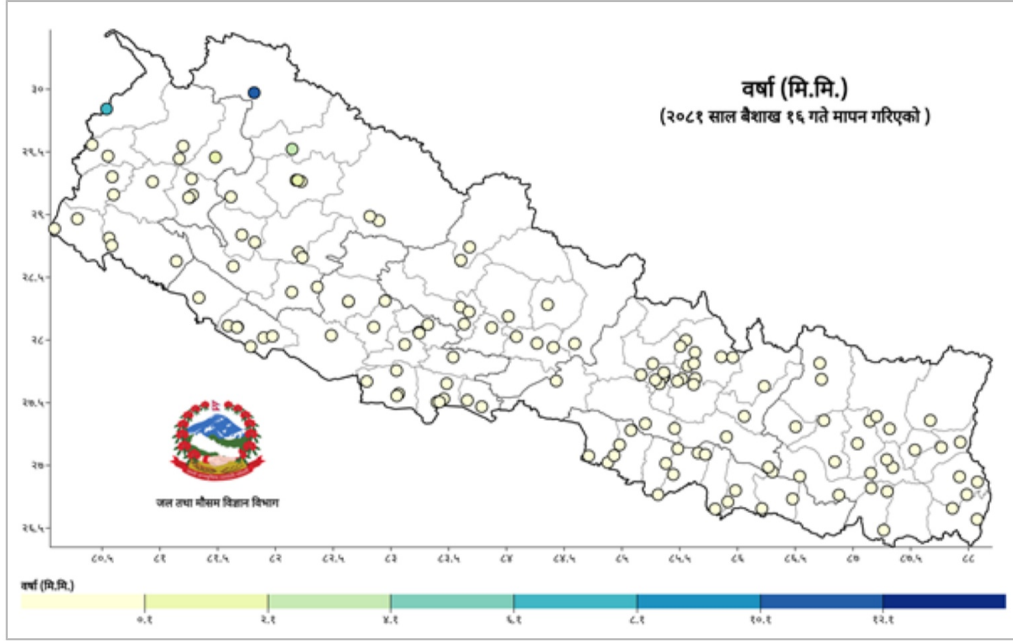 वर्षा (मि.मि.)
(२०८१ साल बैशाख १६ गते मापन गरिएको )
३०
२९.५
२९
२८.५
२८
२७.५
२७
२६.५
जल तथा मौसम विज्ञान विभाग
८०.५ ८१ ८१.५ ८२ ८२.५ ८३ ८३.५ ८४ ८४.५ ८५ ८५.५ ८६ ८६.५ ८७ ८७.५ ८८
वर्षा (मि.मि.)
०.१ २.१ ४.१ ६.१ ८.१ १०.१ १२.१